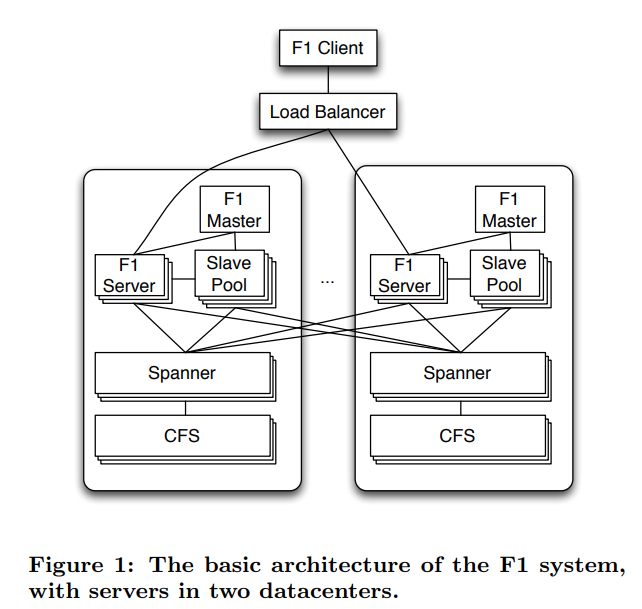 F1 Client
Load Balancer
F1
Master
F1
Server
Slave
Pool
Spanner
CFS
...
F1
Master
F1
Server
Slave
Pool
Spanner
CFS
Figure 1: The basic architecture of the F1 system,
with servers in two datacenters.